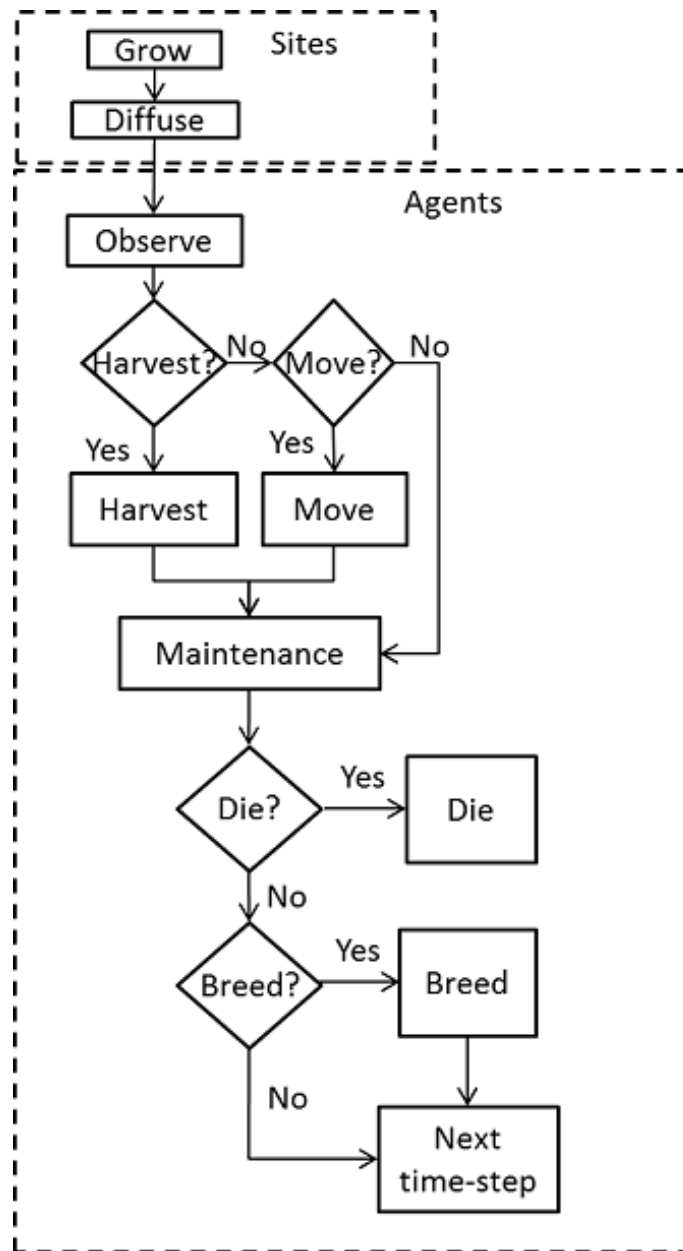 Sites
Grow
Diffuse
Agents
Observe
Harvest?
No
Move?
No
Yes
Yes
Harvest
Move
Maintenance
Die?
Yes
Die
No
Breed?
Yes
Breed
No
Next
time-step